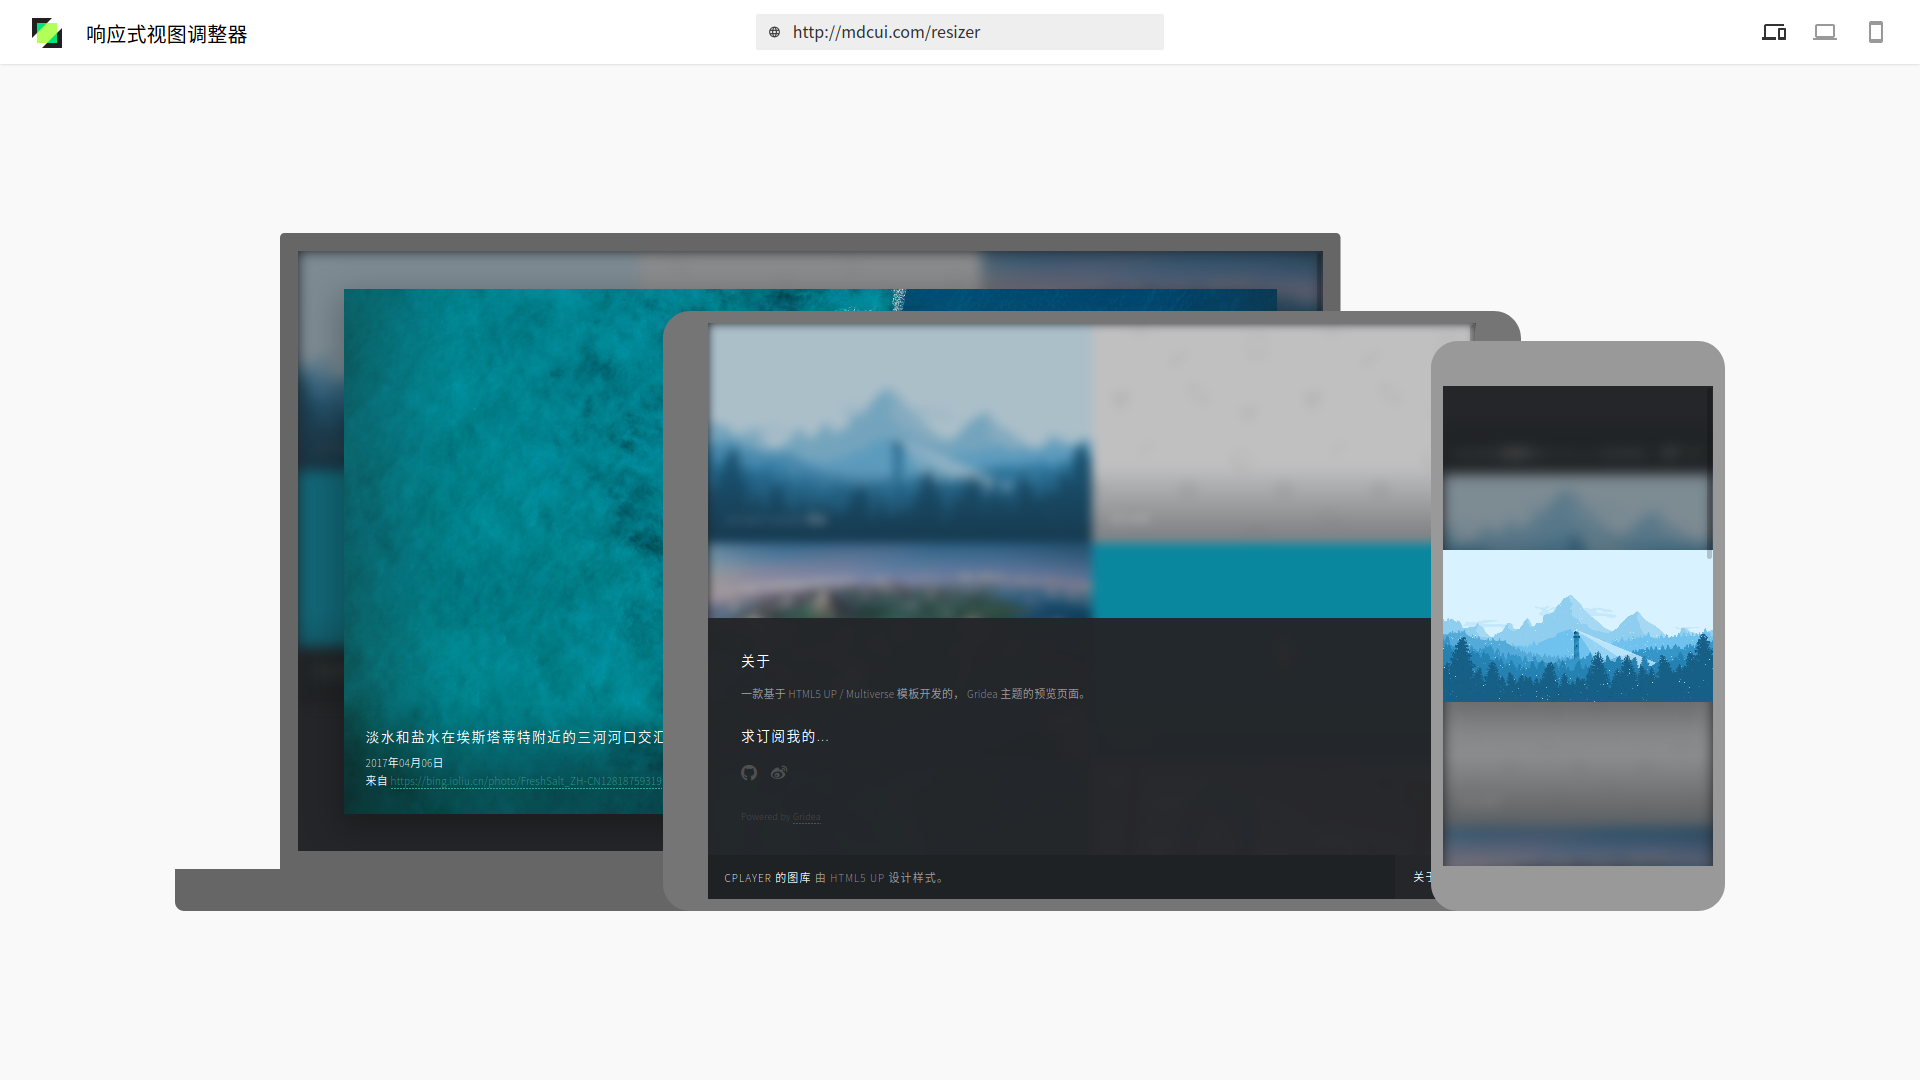 响应式视图调整器
http://mdcui.com/resizer
淡水和盐水在埃斯塔蒂特附近的三河河口交汇
2017年04月06日
来自 https://bing.ioliu.cn/photo/FreshSalt_ZH-CN12818759319
关于
一款基于 HTML5 UP / Multiverse 模板开发的， Gridea 主题的预览页面。
求订阅我的...
Powered by Gridea
CPLAYER 的图库 由 HTML5 UP 设计样式。
关于